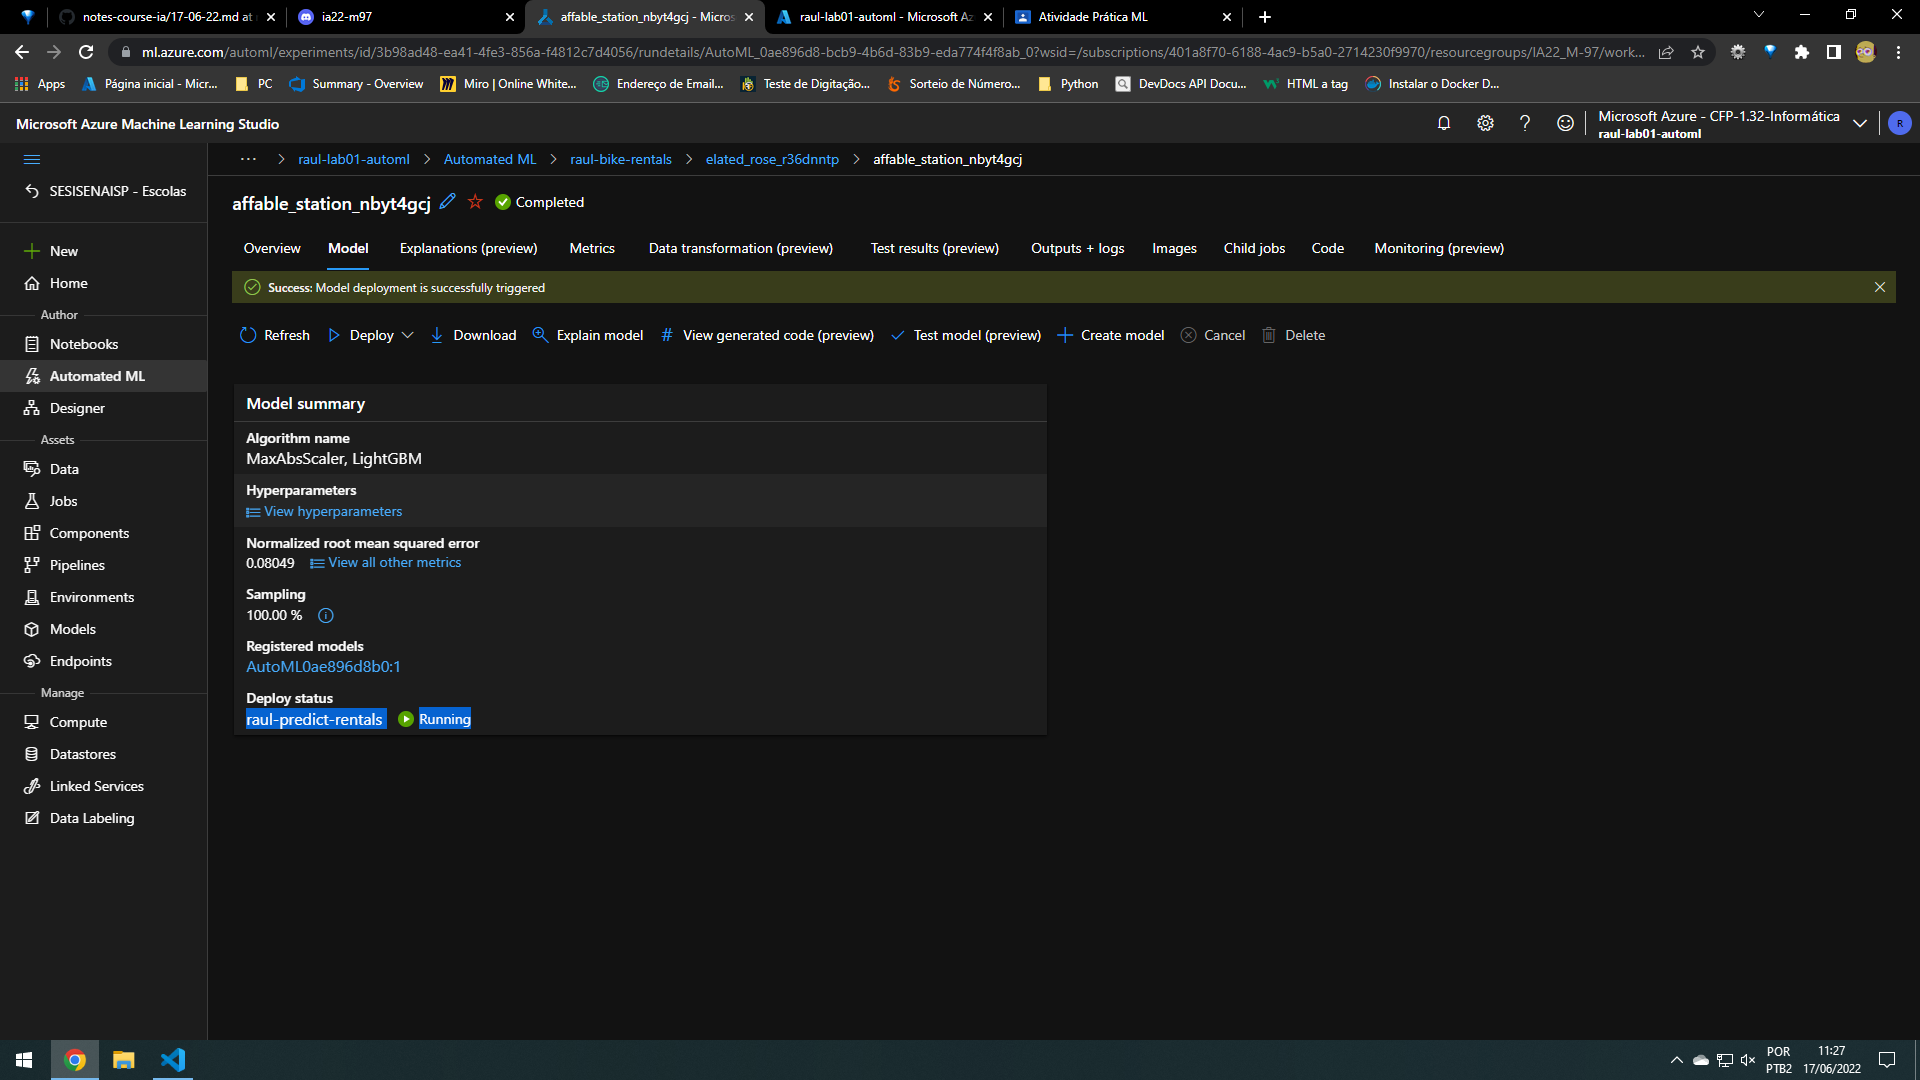 notes-course-ia/17-06-22.md at
ia22-m97
affable_station_nbyt4gcj - Micros
raul-lab01-automl - Microsoft Az
Atividade Prática ML
ml.azure.com/automl/experiments/id/3b98ad48-ea41-4fe3-856a-f4812c7d4056/rundetails/AutoML_0ae896d8-bcb9-4b6d-83b9-eda774f4f8ab_0?wsid=/subscriptions/401a8f70-6188-4ac9-b5a0-2714230f9970/resourcegroups/IA22_M-97/work...
Apps
Página inicial - Micr...
PC
Summary - Overview
Miro | Online White...
Endereço de Email...
Teste de Digitação...
Sorteio de Número...
Python
DevDocs API Docu...
HTML a tag
Instalar o Docker D...
Microsoft Azure Machine Learning Studio
Microsoft Azure - CFP-1.32-Informática
raul-lab01-automl
R
SESISENAISP - Escolas
New
Home
Author
Notebooks
Automated ML
Designer
Assets
Data
Jobs
Components
Pipelines
Environments
Models
Endpoints
Manage
Compute
Datastores
Linked Services
Data Labeling
... > raul-lab01-automl > Automated ML > raul-bike-rentals > elated_rose_r36dnntp > affable_station_nbyt4gcj
affable_station_nbyt4gcj
Completed
Overview
Model
Explanations (preview)
Metrics
Data transformation (preview)
Test results (preview)
Outputs + logs
Images
Child jobs
Code
Monitoring (preview)
Success: Model deployment is successfully triggered
Refresh
Deploy
Download
Explain model
# View generated code (preview)
Test model (preview)
Create model
Cancel
Delete
Model summary
Algorithm name
MaxAbsScaler, LightGBM
Hyperparameters
View hyperparameters
Normalized root mean squared error
0.08049 View all other metrics
Sampling
100.00 %
Registered models
AutoML0ae896d8b0:1
Deploy status
raul-predict-rentals Running
POR
PTB2
11:27
17/06/2022